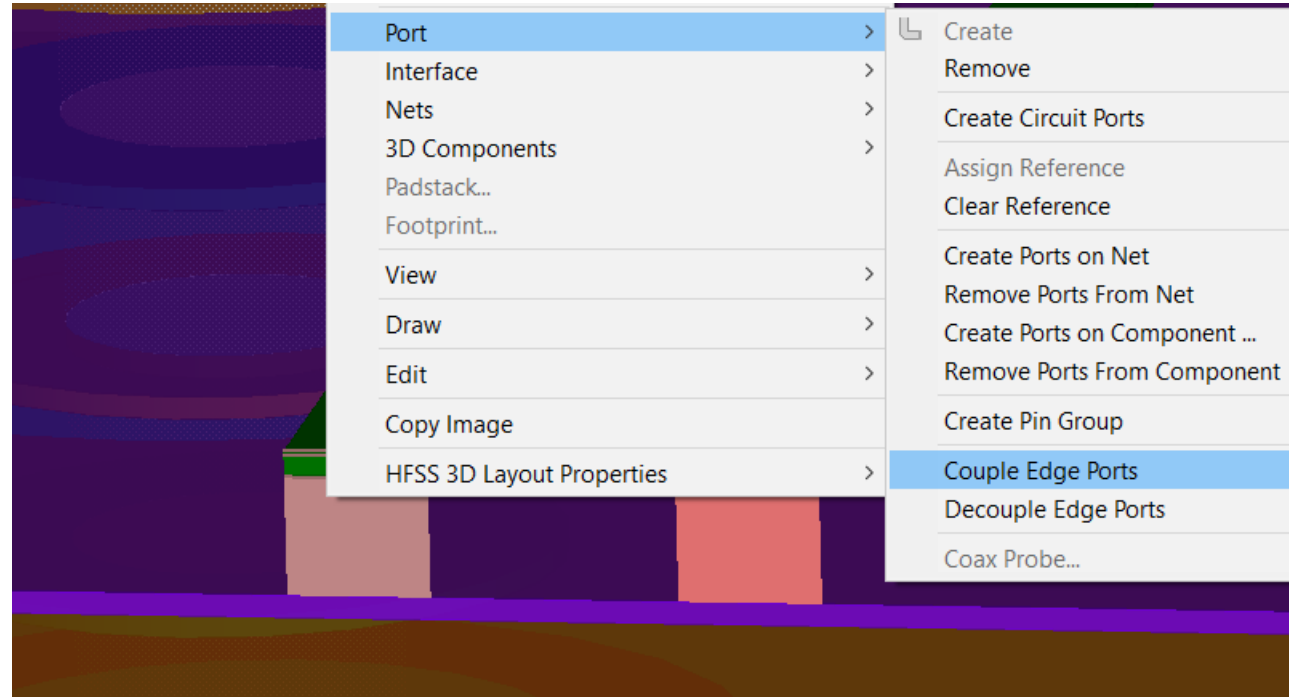 Port
Interface
Nets
3D Components
Padstack...
Footprint...
View
Draw
Edit
Copy Image
HFSS 3D Layout Properties
Create
Remove
Create Circuit Ports
Assign Reference
Clear Reference
Create Ports on Net
Remove Ports From Net
Create Ports on Component ...
Remove Ports From Component
Create Pin Group
Couple Edge Ports
Decouple Edge Ports
Coax Probe...